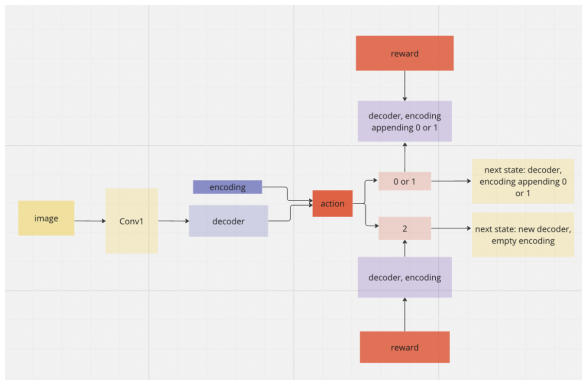 reward
decoder, encoding
appending 0 or 1
encoding
0 or 1
next state: decoder,
encoding appending 0
or 1
image
Conv1
decoder
action
2
next state: new decoder,
empty encoding
decoder, encoding
reward